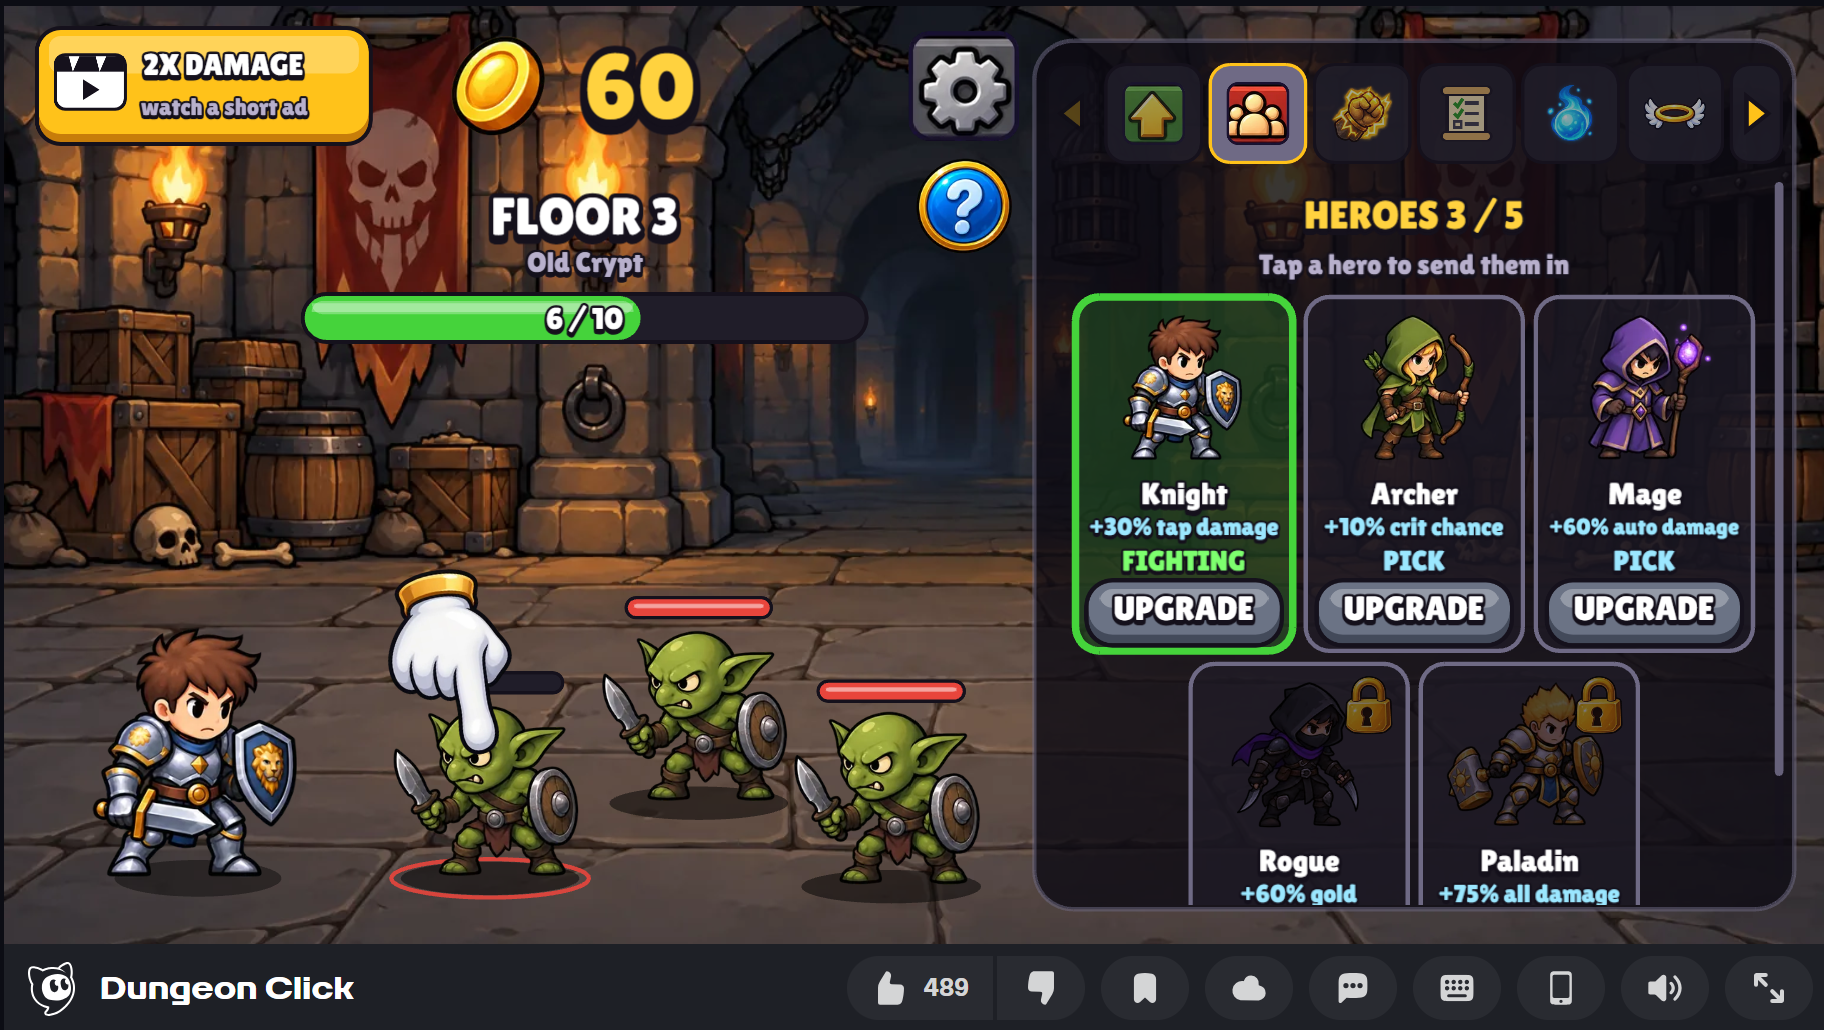 2X DAMAGE
watch a short ad
60
FLOOR 3
Old Crypt
6 / 10
HEROES 3 / 5
Tap a hero to send them in
Knight
+30% tap damage
FIGHTING
UPGRADE
Archer
+10% crit chance
PICK
UPGRADE
Mage
+60% auto damage
PICK
UPGRADE
Rogue
+60% gold
Paladin
+75% all damage
Dungeon Click
489